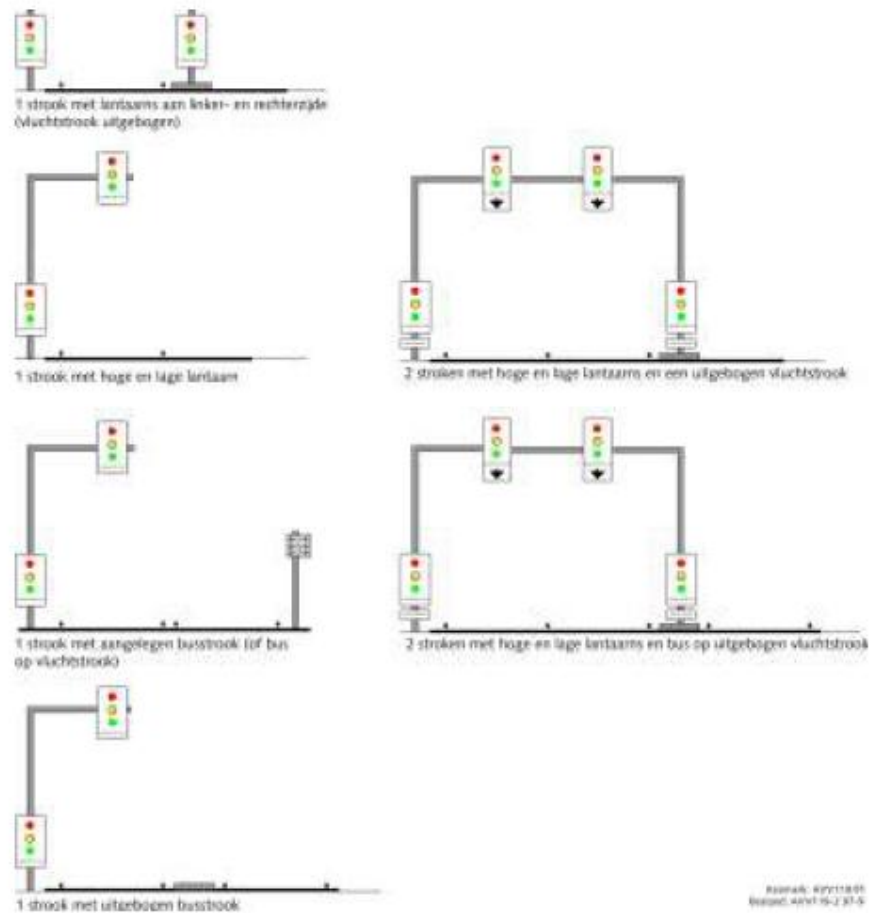 1 strook met lantaarns aan linker- en rechterzijde
(vluchtstrook uitgebogen)
1 strook met hoge en lage lantaarn
2 stroken met hoge en lage lantaarns en een uitgebogen vluchtstrook
1 strook met aangelegen busstrook (of bus
op vluchtstrook)
2 stroken met hoge en lage lantaarns en bus op uitgebogen vluchtstrook
1 strook met uitgebogen busstrook